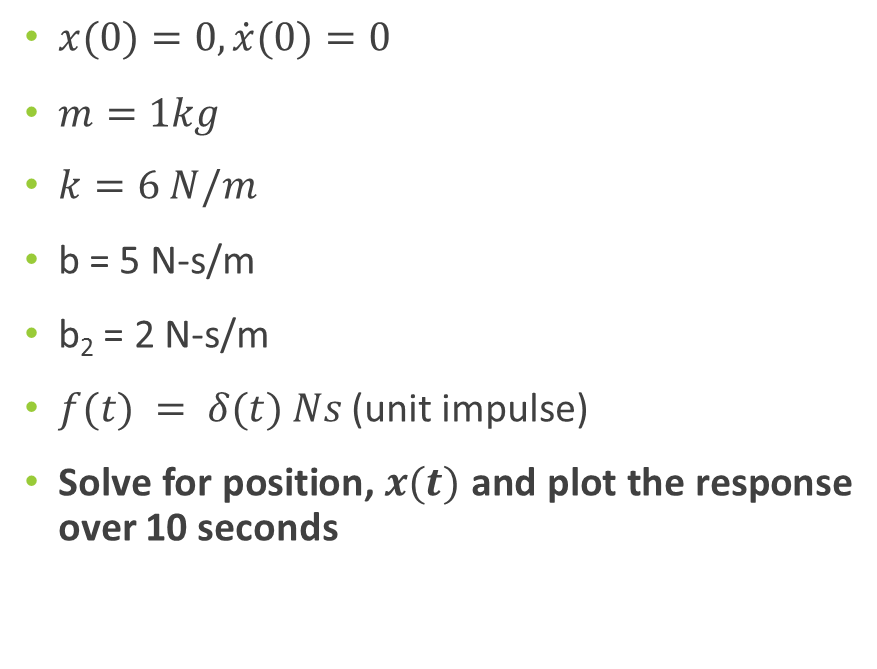 • x(0) = 0, ẋ(0) = 0
• m = 1kg
• k = 6 N/m
• b = 5 N-s/m
• b₂ = 2 N-s/m
• f(t) = δ(t) Ns (unit impulse)
• Solve for position, x(t) and plot the response
over 10 seconds